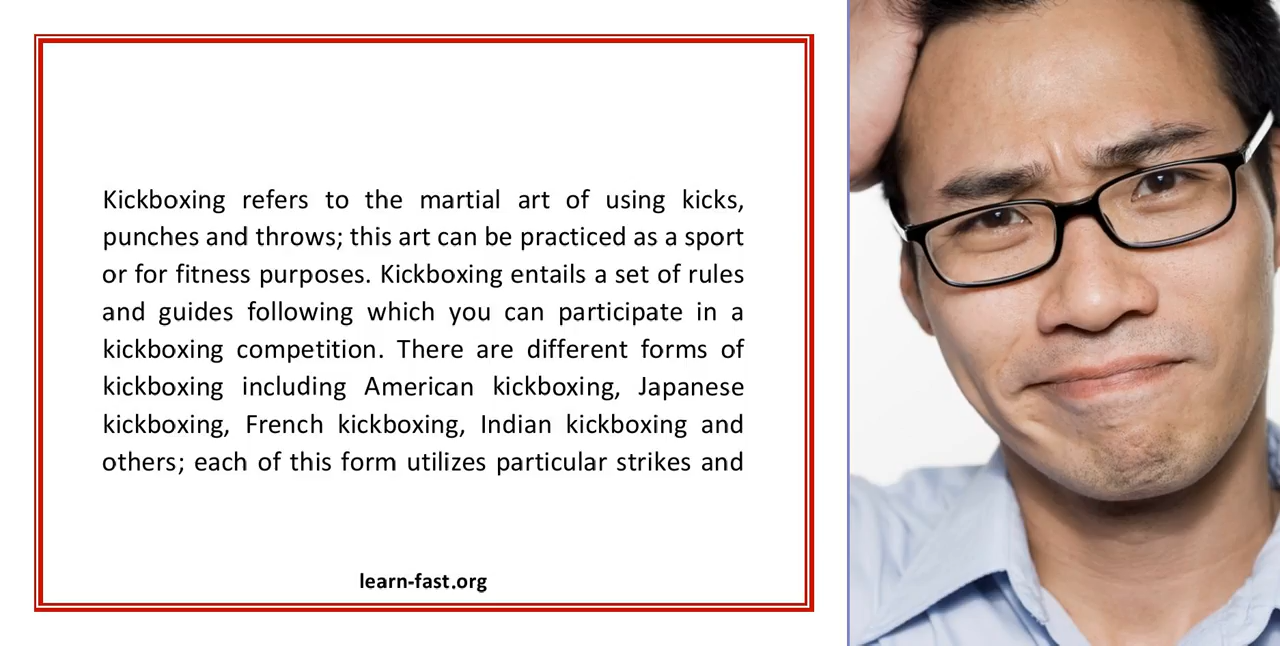 Kickboxing refers to the martial art of using kicks,
punches and throws; this art can be practiced as a sport
or for fitness purposes. Kickboxing entails a set of rules
and guides following which you can participate in a
kickboxing competition. There are different forms of
kickboxing including American kickboxing, Japanese
kickboxing, French kickboxing, Indian kickboxing and
others; each of this form utilizes particular strikes and
learn-fast.org